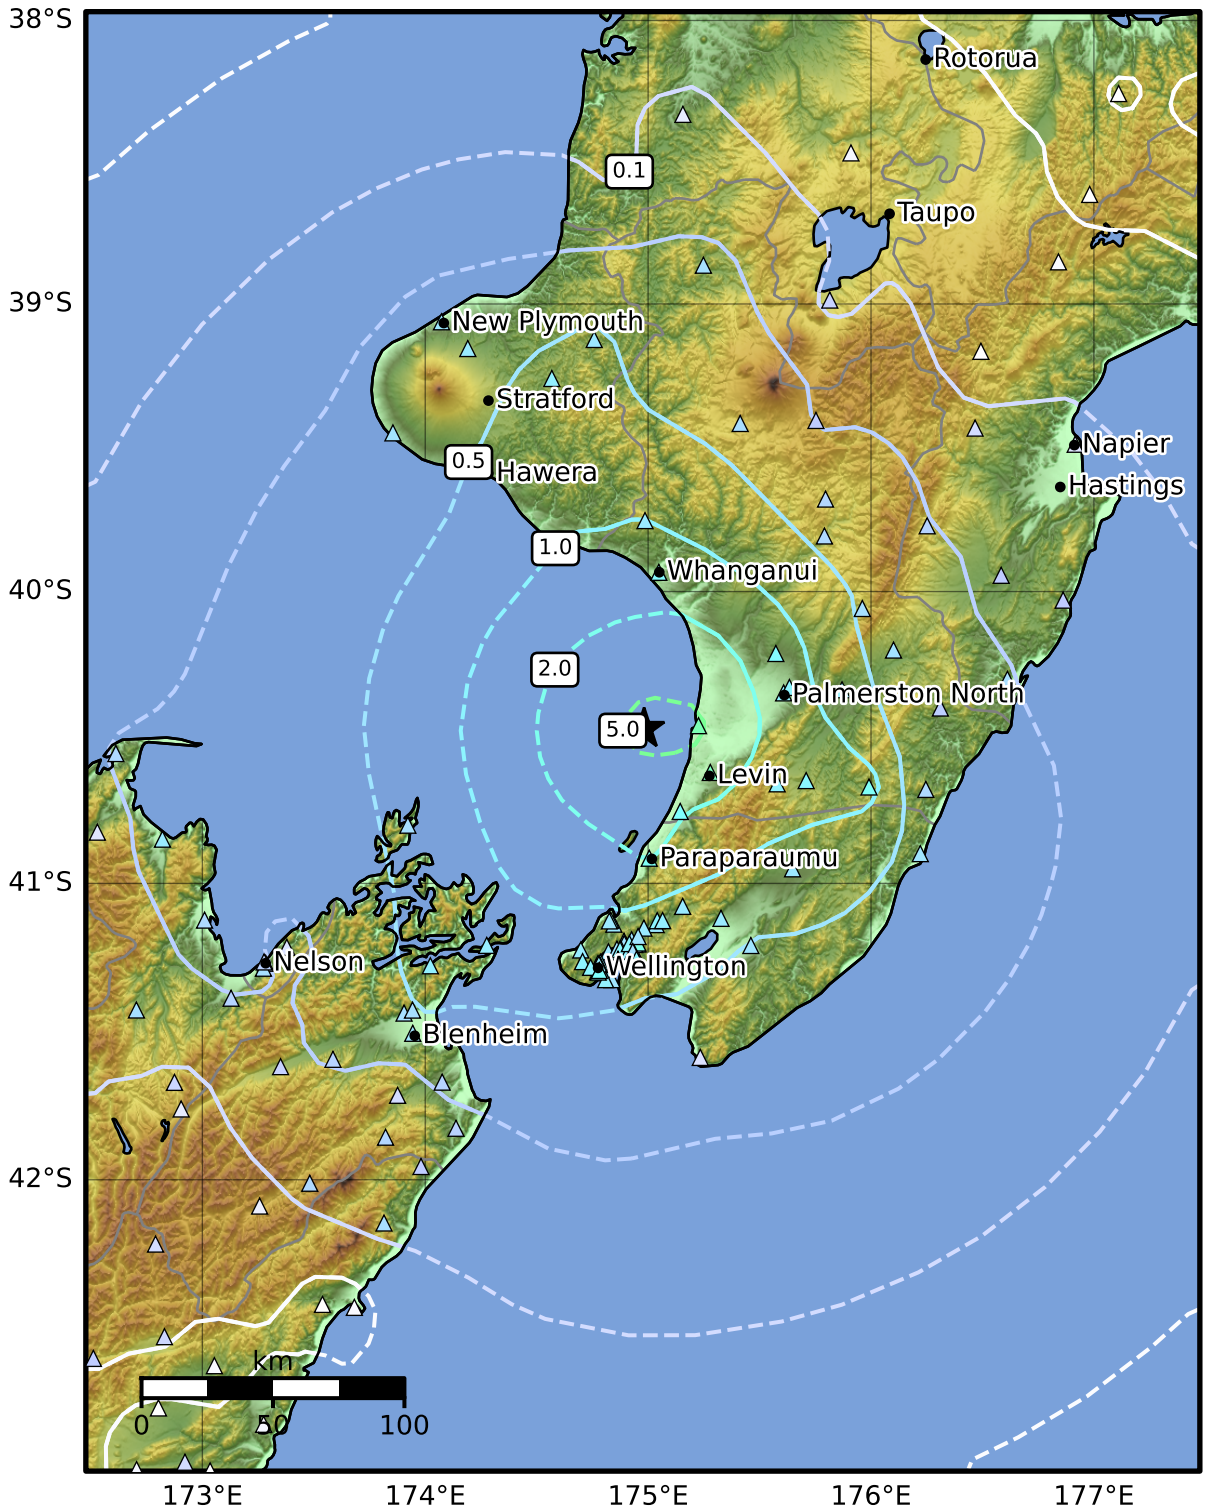 38°S
Rotorua
0.1
Taupo
39°S
New Plymouth
Stratford
0.5
Hawera
Napier
Hastings
1.0
Whanganui
40°S
2.0
Palmerston North
5.0
Levin
Paraparaumu
41°S
Nelson
Wellington
Blenheim
42°S
km
0 50 100
173°E 174°E 175°E 176°E 177°E